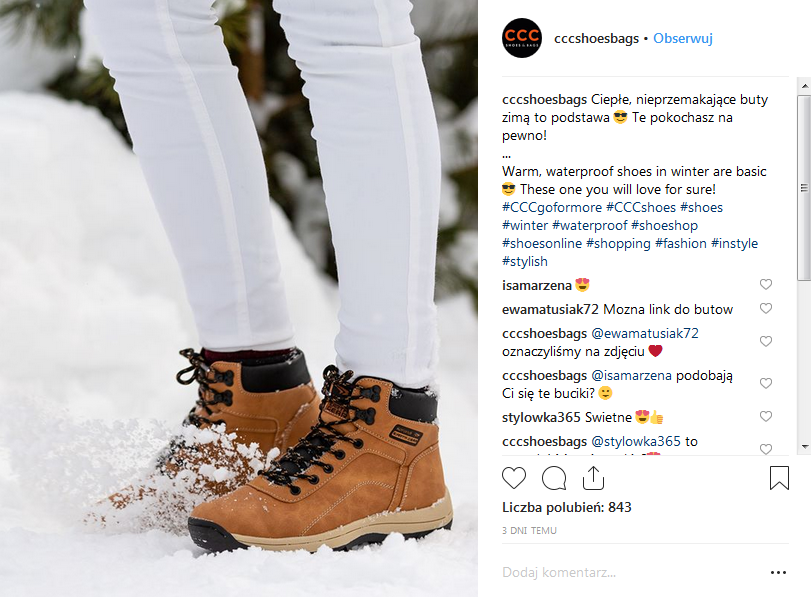 CCC
SHOES & BAGS
cccshoesbags • Obserwuj
cccshoesbags Ciepłe, nieprzemakające buty
zimą to podstawa 😎 Te pokochasz na
pewno!
...
Warm, waterproof shoes in winter are basic
😎 These one you will love for sure!
#CCCgoformore #CCCshoes #shoes
#winter #waterproof #shoeshop
#shoesonline #shopping #fashion #instyle
#stylish
isamarzena 😍
ewamatusiak72 Mozna link do butow
cccshoesbags @ewamatusiak72
oznaczyliśmy na zdjęciu ❤
cccshoesbags @isamarzena podobają
Ci się te buciki? 😊
stylowka365 Swietne 😍👍
cccshoesbags @stylowka365 to
Liczba polubień: 843
3 DNI TEMU
Dodaj komentarz...